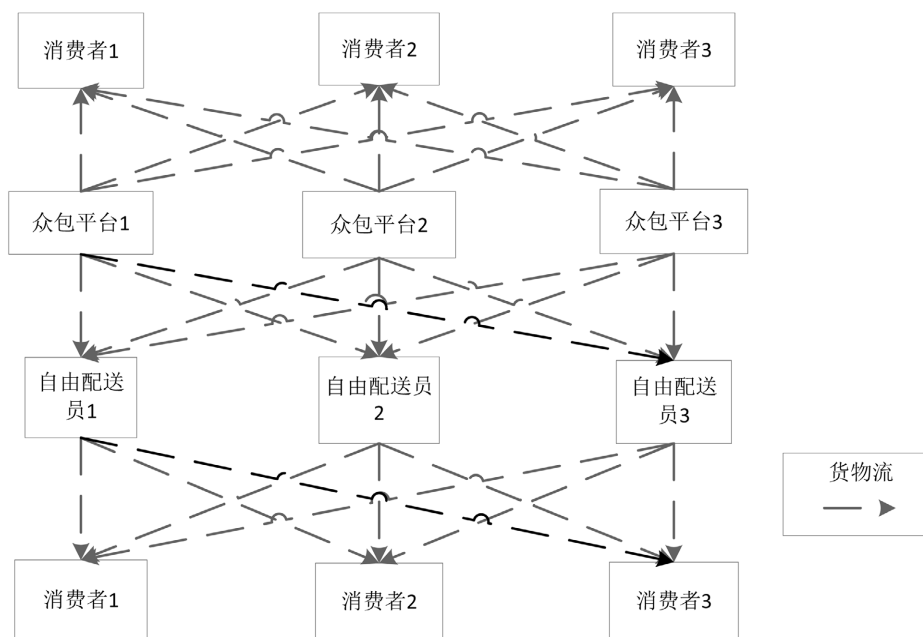 消费者1
消费者2
消费者3
众包平台1
众包平台2
众包平台3
自由配送
员1
自由配送员
2
自由配送
员3
货物流
消费者1
消费者2
消费者3